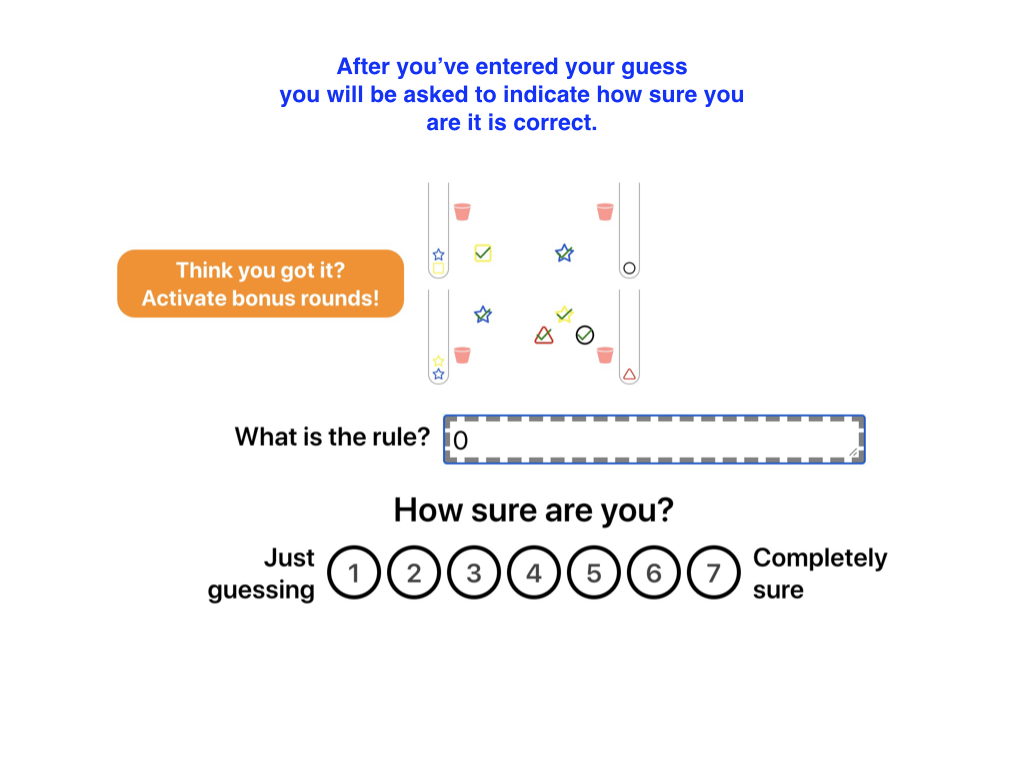 After you’ve entered your guess
you will be asked to indicate how sure you
are it is correct.
Think you got it?
Activate bonus rounds!
What is the rule? 0
How sure are you?
Just guessing 1 2 3 4 5 6 7 Completely sure